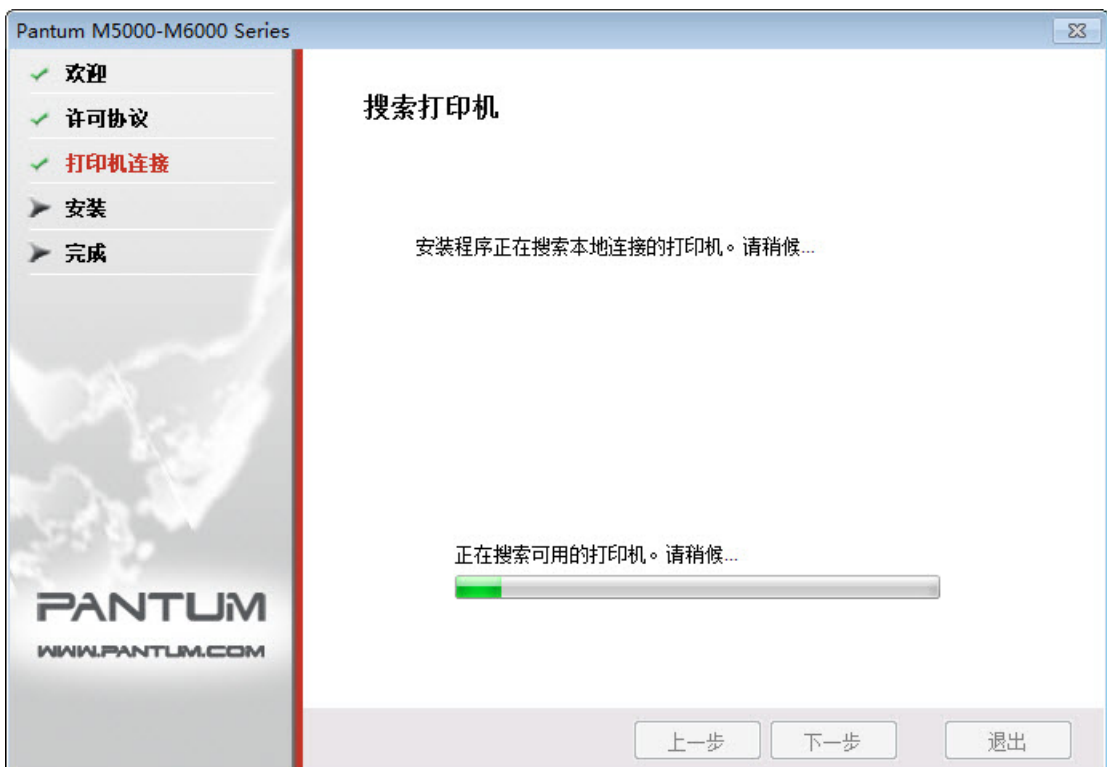 Pantum M5000-M6000 Series
欢迎
许可协议
打印机连接
安装
完成
搜索打印机
安装程序正在搜索本地连接的打印机。请稍候...
正在搜索可用的打印机。请稍候...
PANTUM
WWW.PANTUM.COM
上一步
下一步
退出